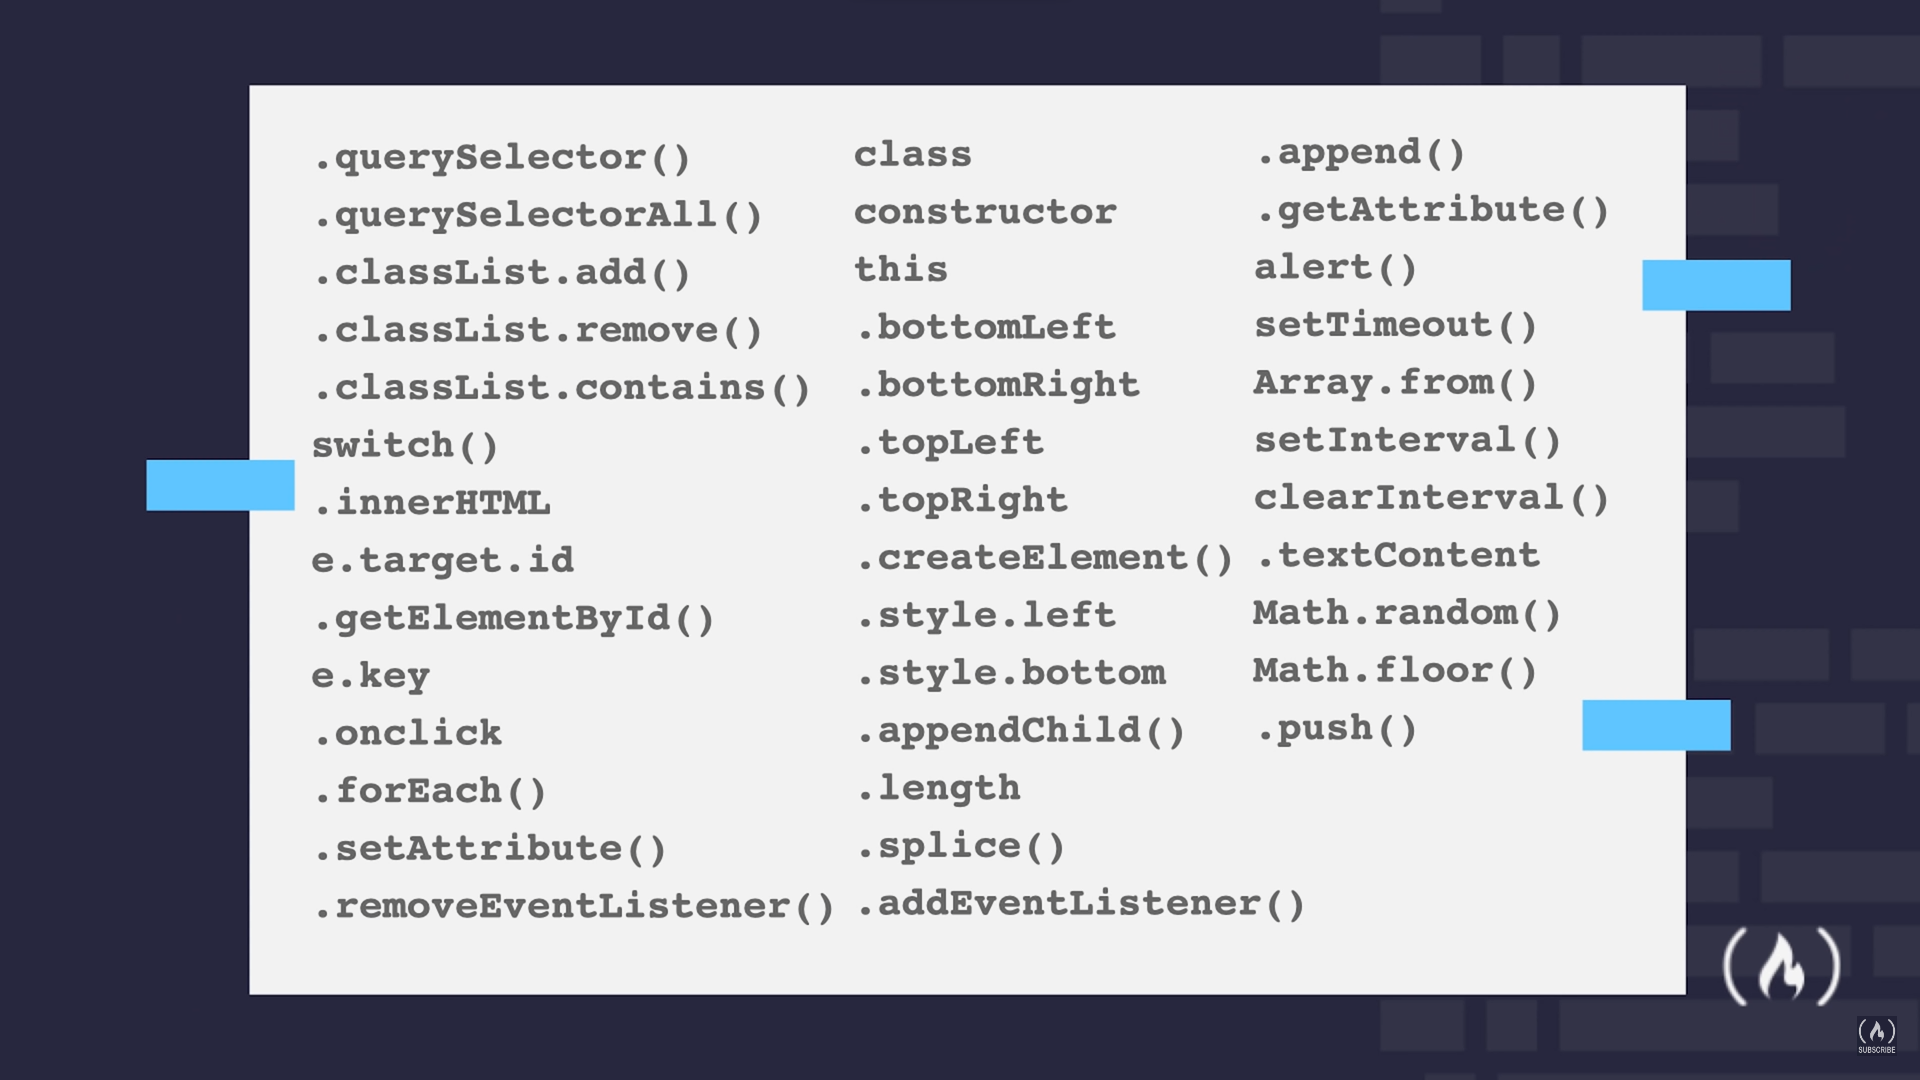 .querySelector()
.querySelectorAll()
.classList.add()
.classList.remove()
.classList.contains()
switch()
.innerHTML
e.target.id
.getElementById()
e.key
.onclick
.forEach()
.setAttribute()
.removeEventListener()
class
constructor
this
.bottomLeft
.bottomRight
.topLeft
.topRight
.createElement()
.style.left
.style.bottom
.appendChild()
.length
.splice()
.addEventListener()
.append()
.getAttribute()
alert()
setTimeout()
Array.from()
setInterval()
clearInterval()
.textContent
Math.random()
Math.floor()
.push()
SUBSCRIBE